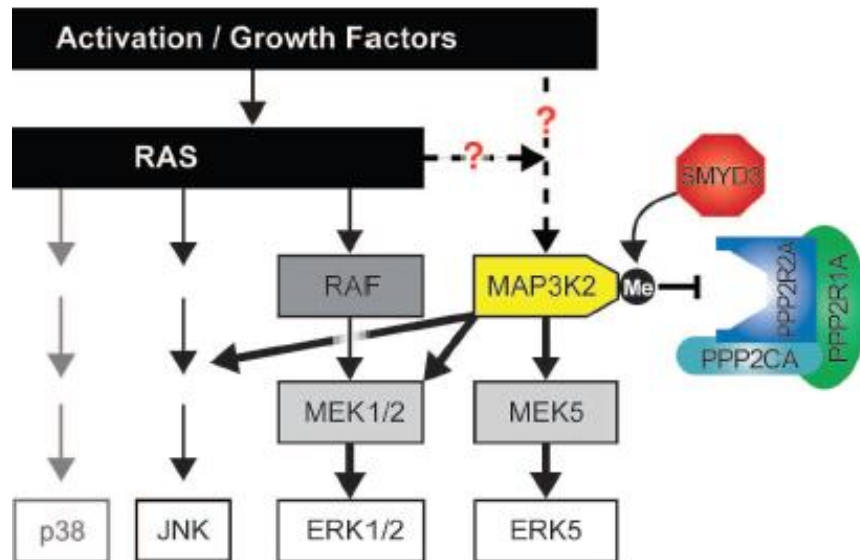 Activation / Growth Factors
?
RAS
?
SMYD3
RAF
MAP3K2
Me
PPP2R2A
PPP2R1A
PPP2CA
MEK1/2
MEK5
p38
JNK
ERK1/2
ERK5